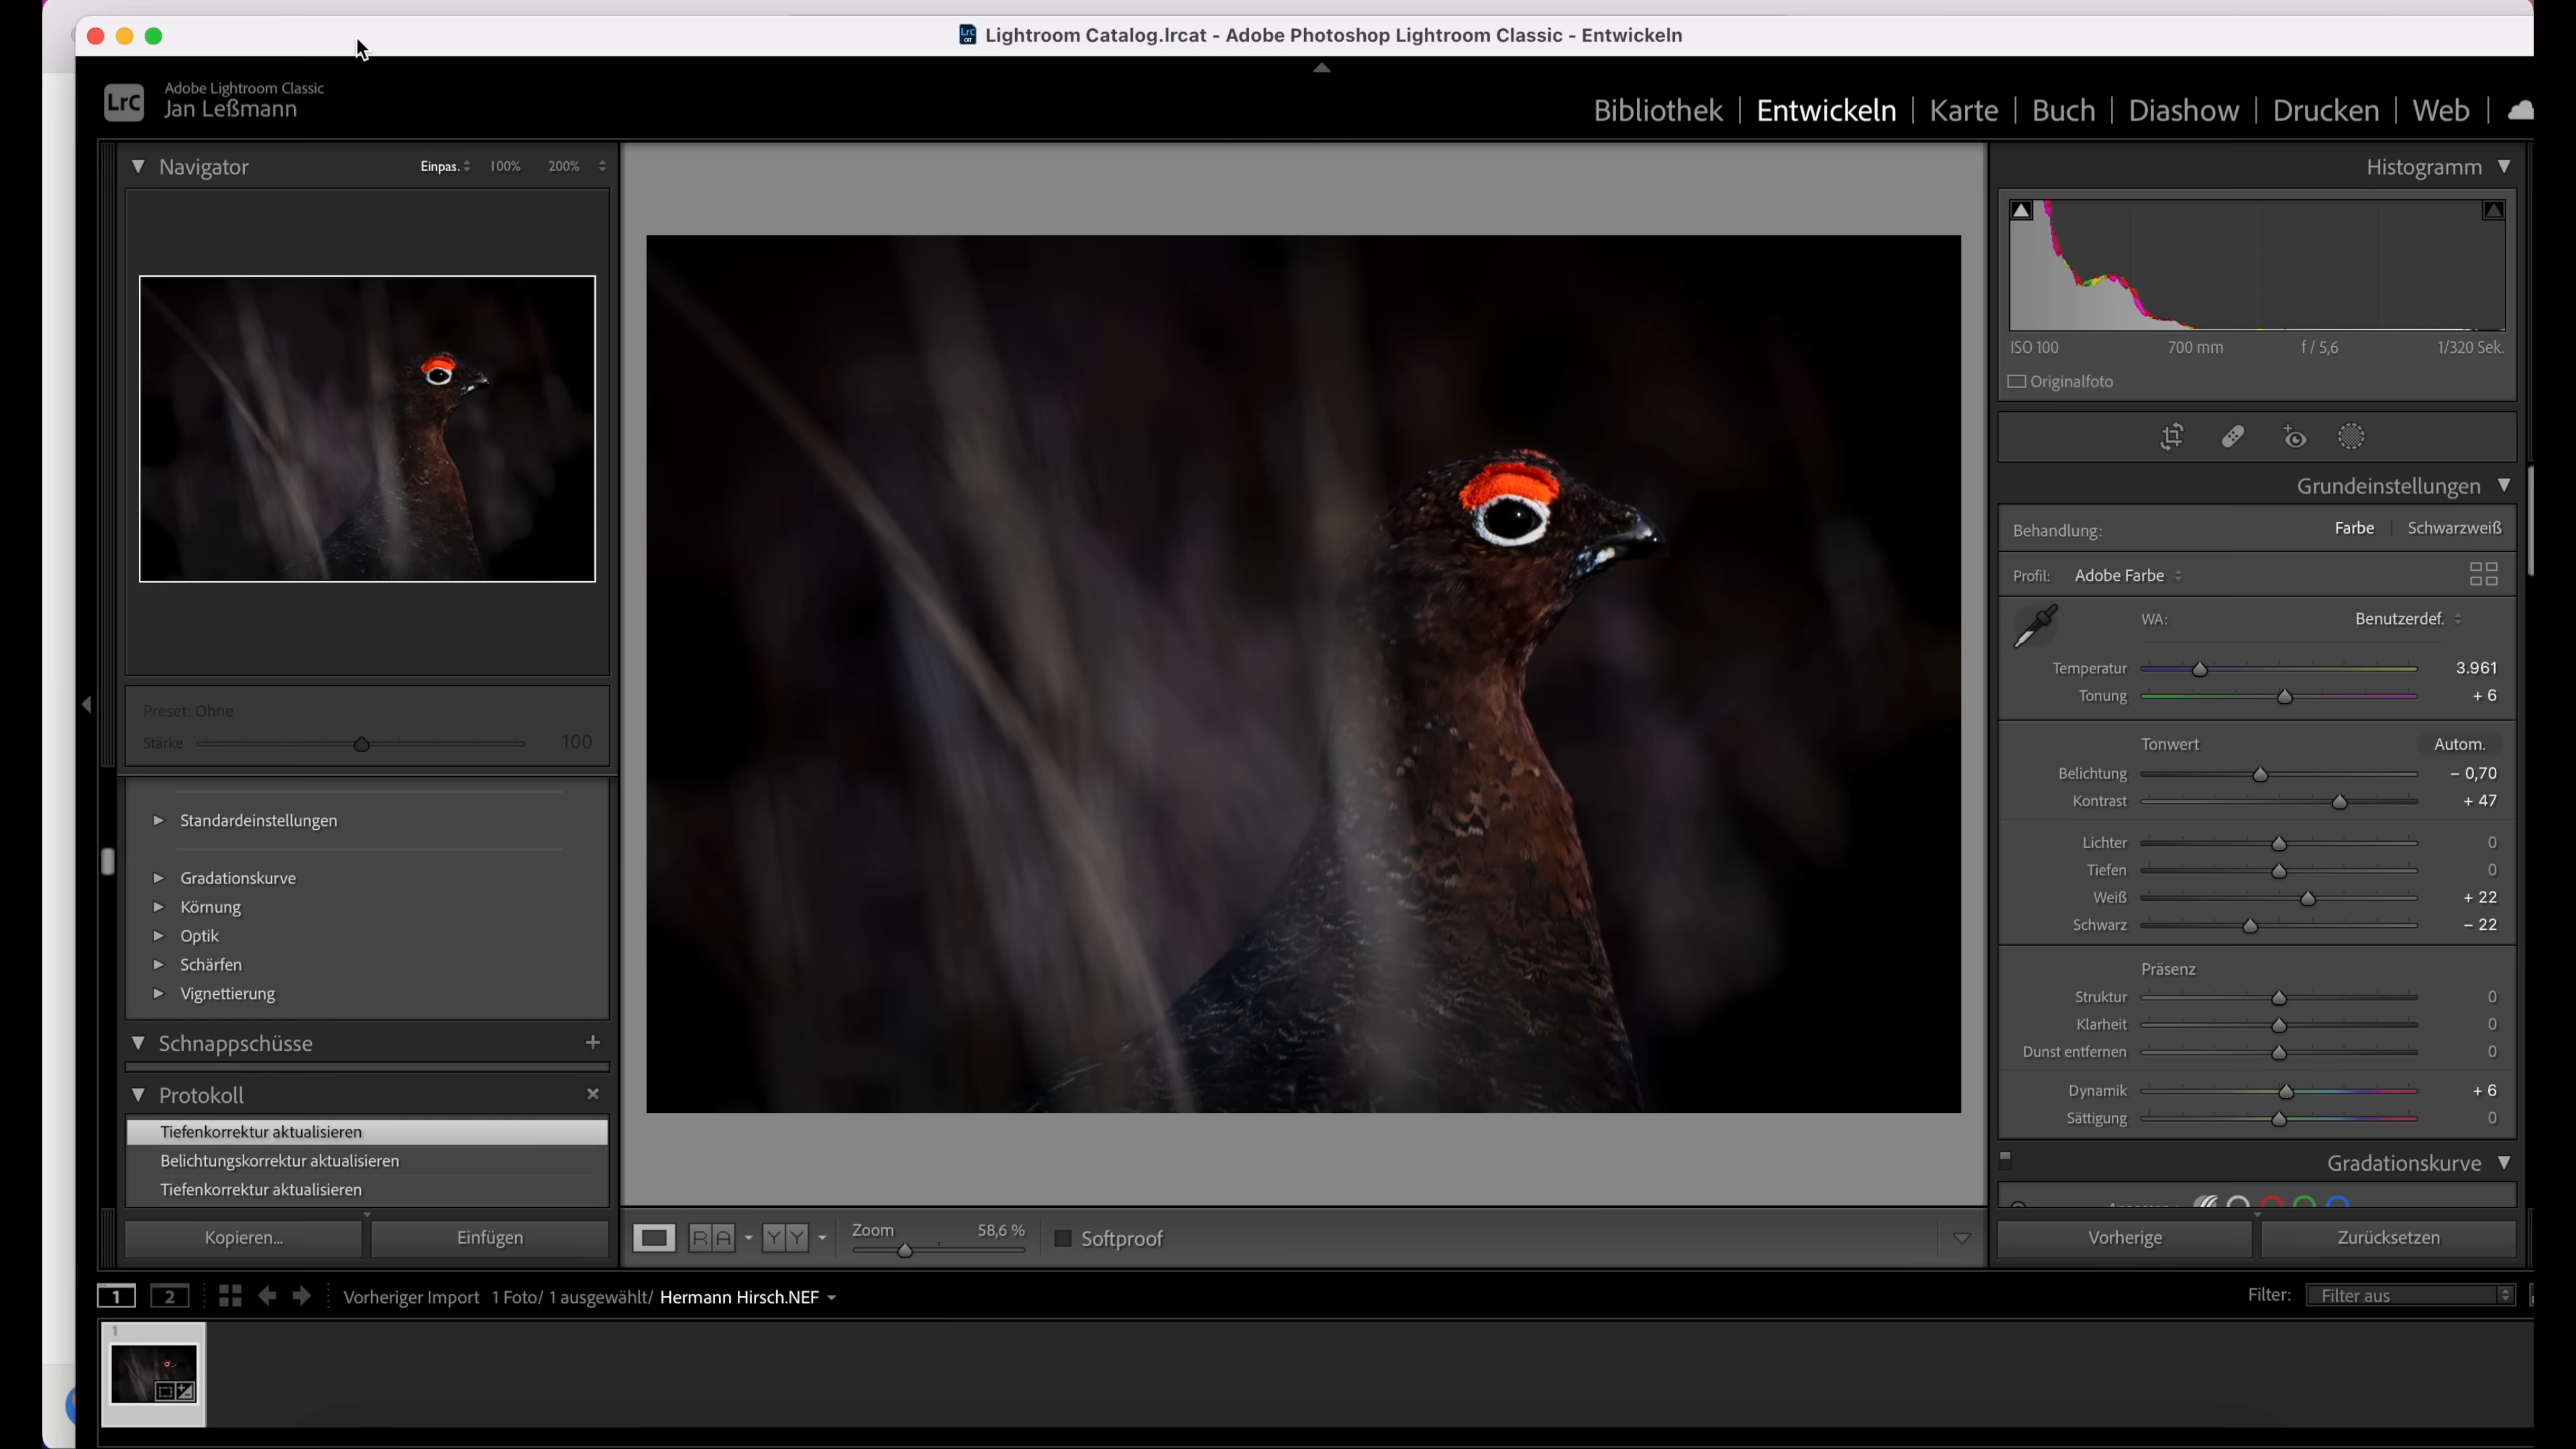 Lightroom Catalog.lrcat - Adobe Photoshop Lightroom Classic - Entwickeln
LrC
Adobe Lightroom Classic
Jan Leßmann
Bibliothek | Entwickeln | Karte | Buch | Diashow | Drucken | Web |
Navigator
Einpas. 100% 200%
Preset: Ohne
Stärke 100
Standardeinstellungen
Gradationskurve
Körnung
Optik
Schärfen
Vignettierung
Schnappschüsse +
Protokoll
Tiefenkorrektur aktualisieren
Belichtungskorrektur aktualisieren
Tiefenkorrektur aktualisieren
Kopieren... Einfügen
R A Y Y Zoom 58,6 % Softproof
Histogramm
ISO 100 700 mm f / 5,6 1/320 Sek.
Originalfoto
Grundeinstellungen
Behandlung: Farbe | Schwarzweiß
Profil: Adobe Farbe
WA: Benutzerdef.
Temperatur 3.961
Tonung + 6
Tonwert Autom.
Belichtung – 0,70
Kontrast + 47
Lichter 0
Tiefen 0
Weiß + 22
Schwarz – 22
Präsenz
Struktur 0
Klarheit 0
Dunst entfernen 0
Dynamik + 6
Sättigung 0
Gradationskurve
Vorherige Zurücksetzen
1 2 Vorheriger Import 1 Foto/ 1 ausgewählt/ Hermann Hirsch.NEF Filter: Filter aus
1